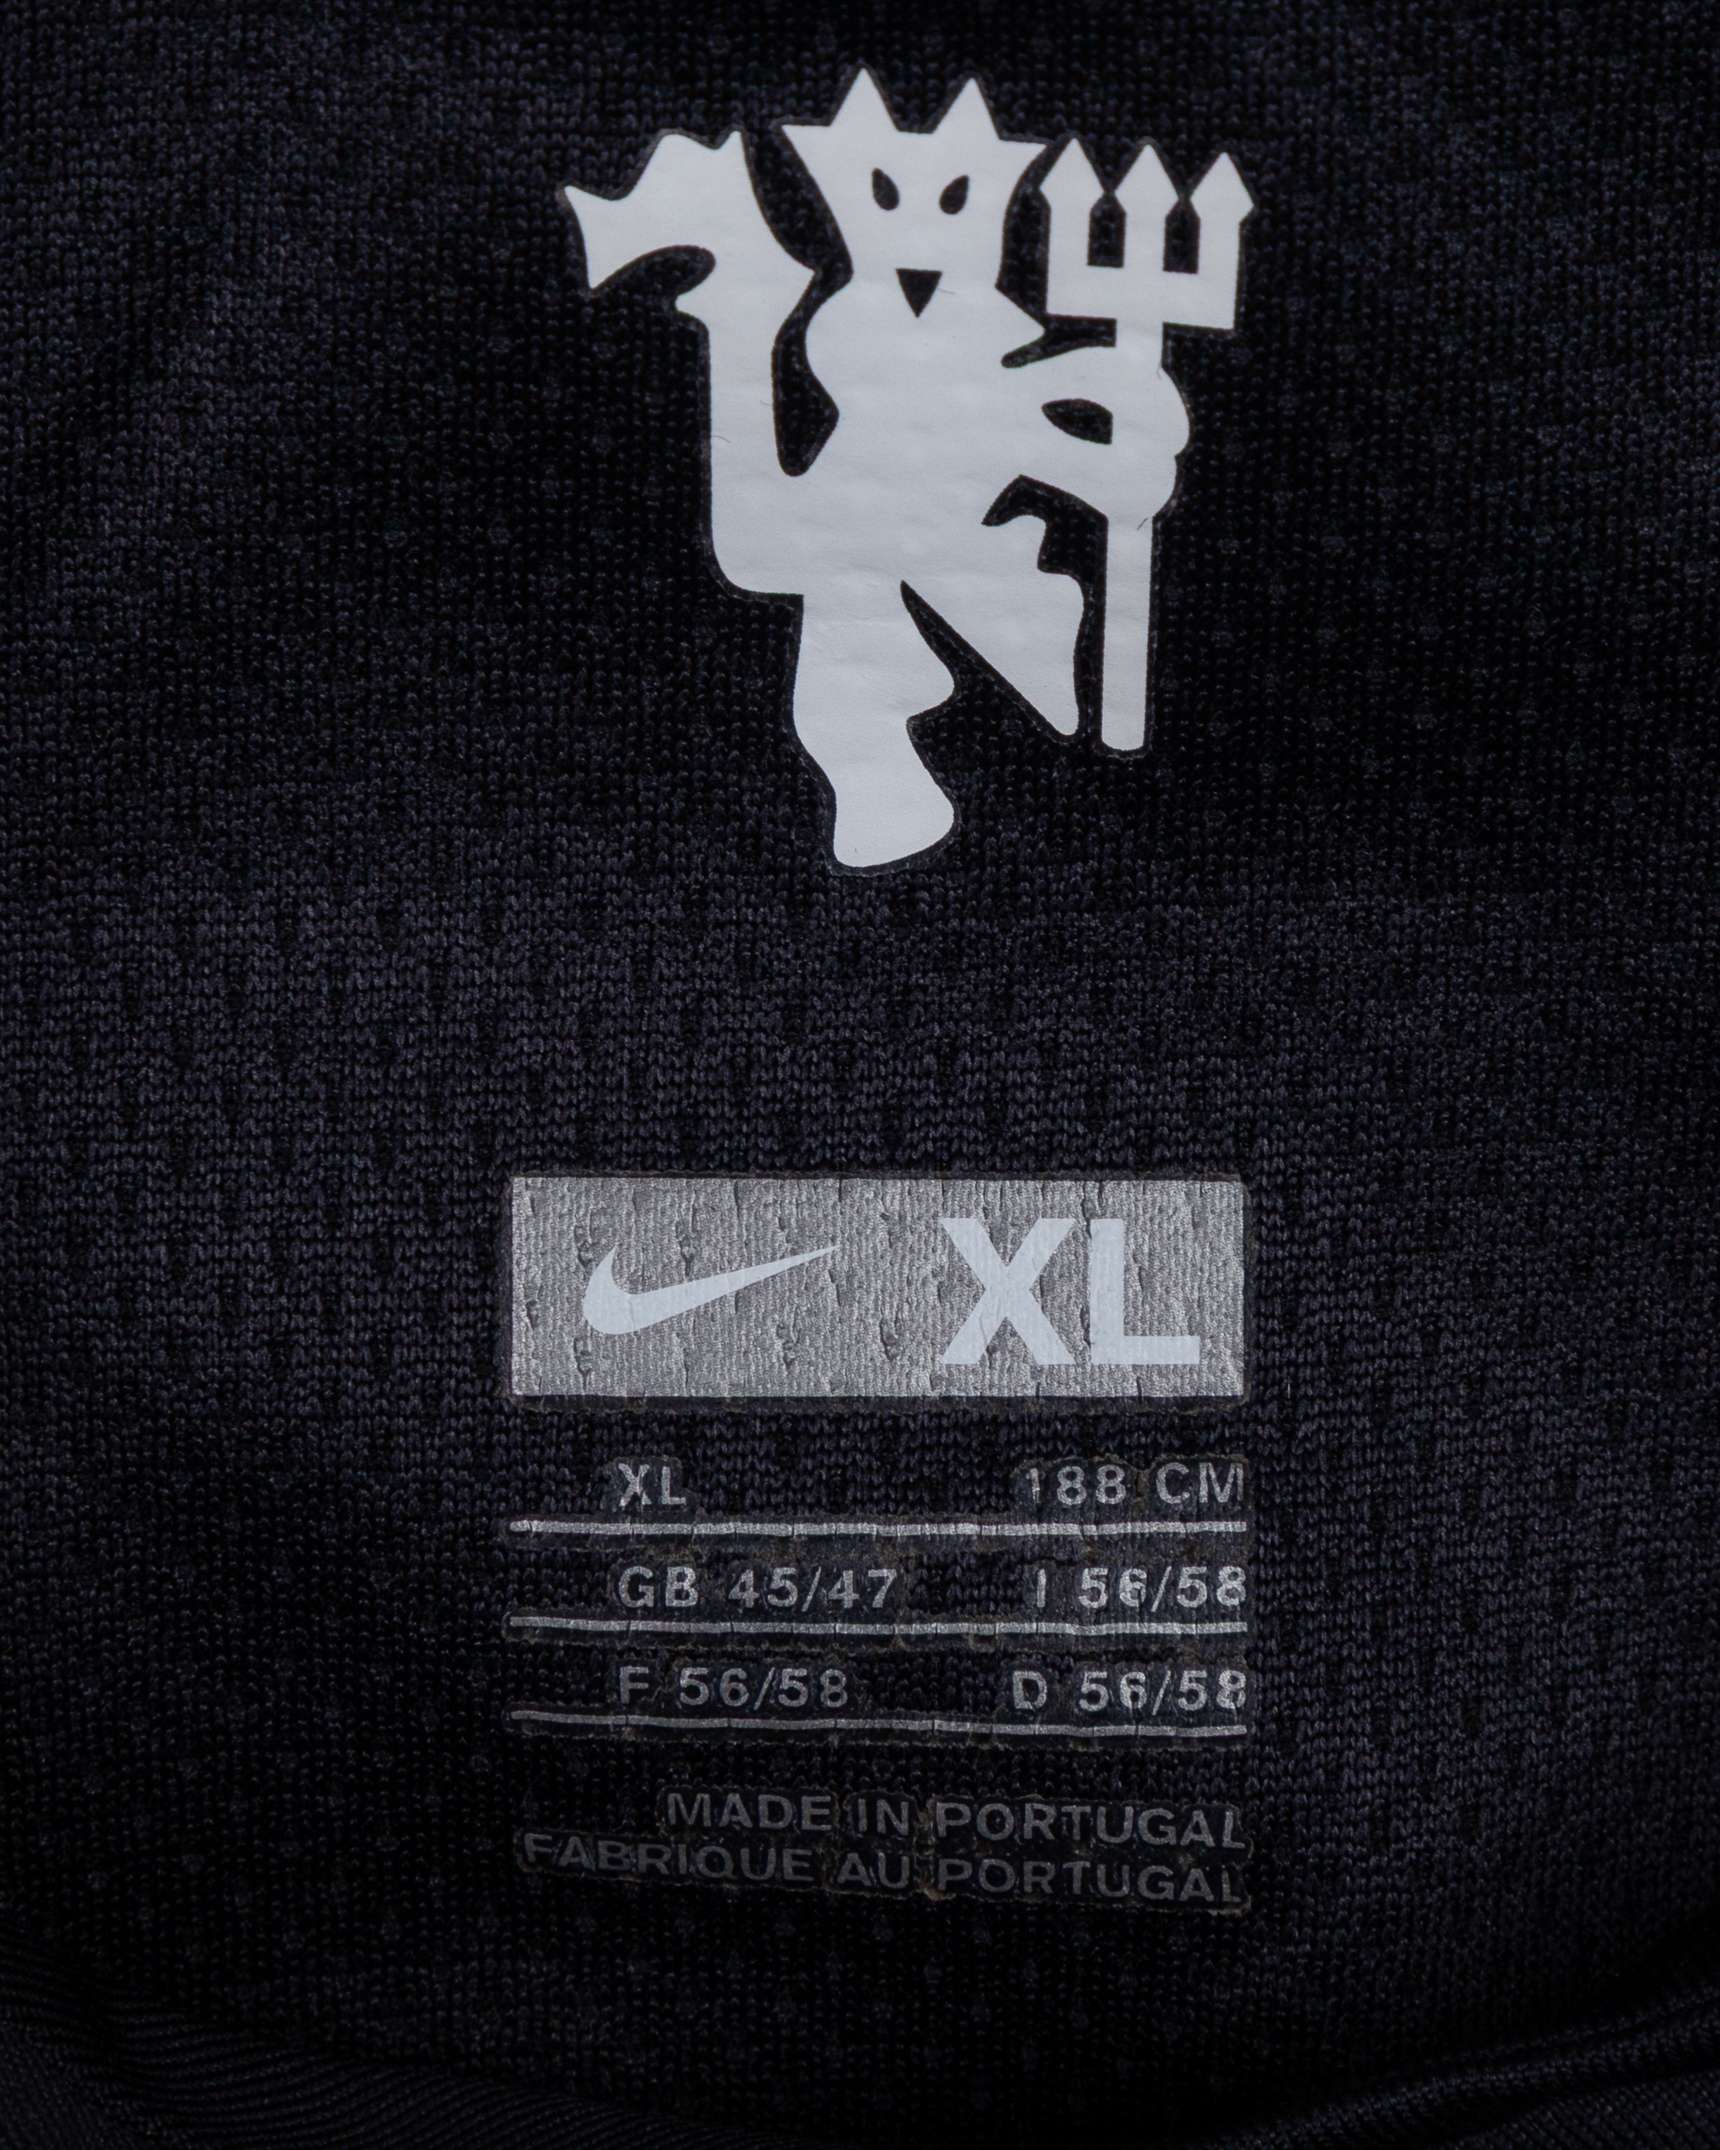 XL
XL 188 CM
GB 45/47 I 56/58
F 56/58 D 56/58
MADE IN PORTUGAL
FABRIQUE AU PORTUGAL